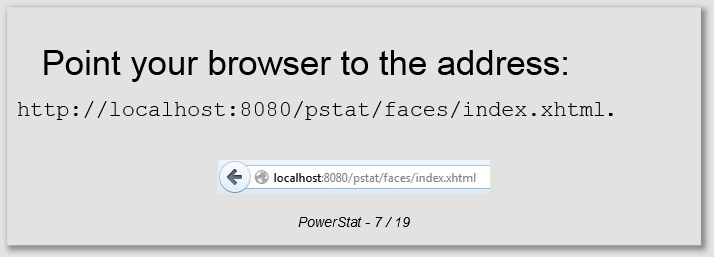 Point your browser to the address:
http://localhost:8080/pstat/faces/index.xhtml.
localhost:8080/pstat/faces/index.xhtml
PowerStat - 7 / 19